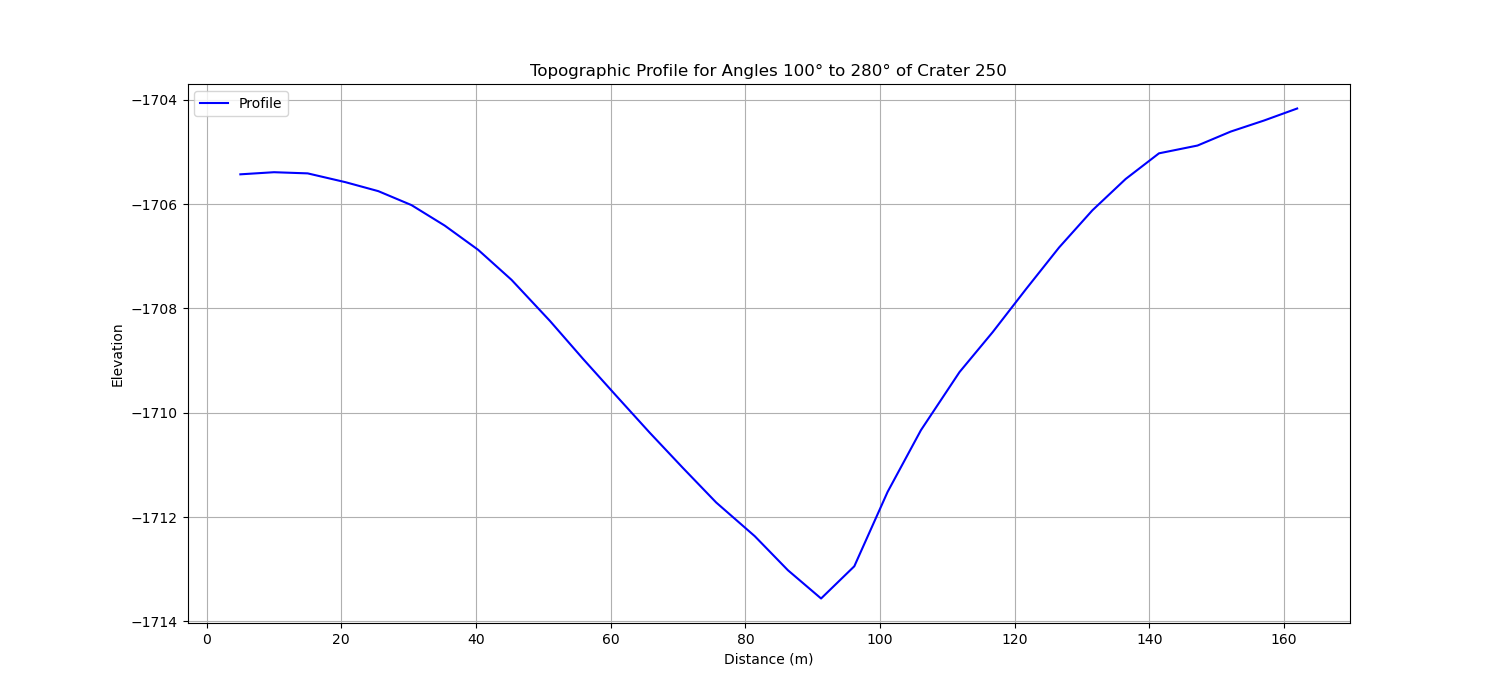 Topographic Profile for Angles 100° to 280° of Crater 250
Profile
Elevation
−1704
−1706
−1708
−1710
−1712
−1714
0 20 40 60 80 100 120 140 160
Distance (m)